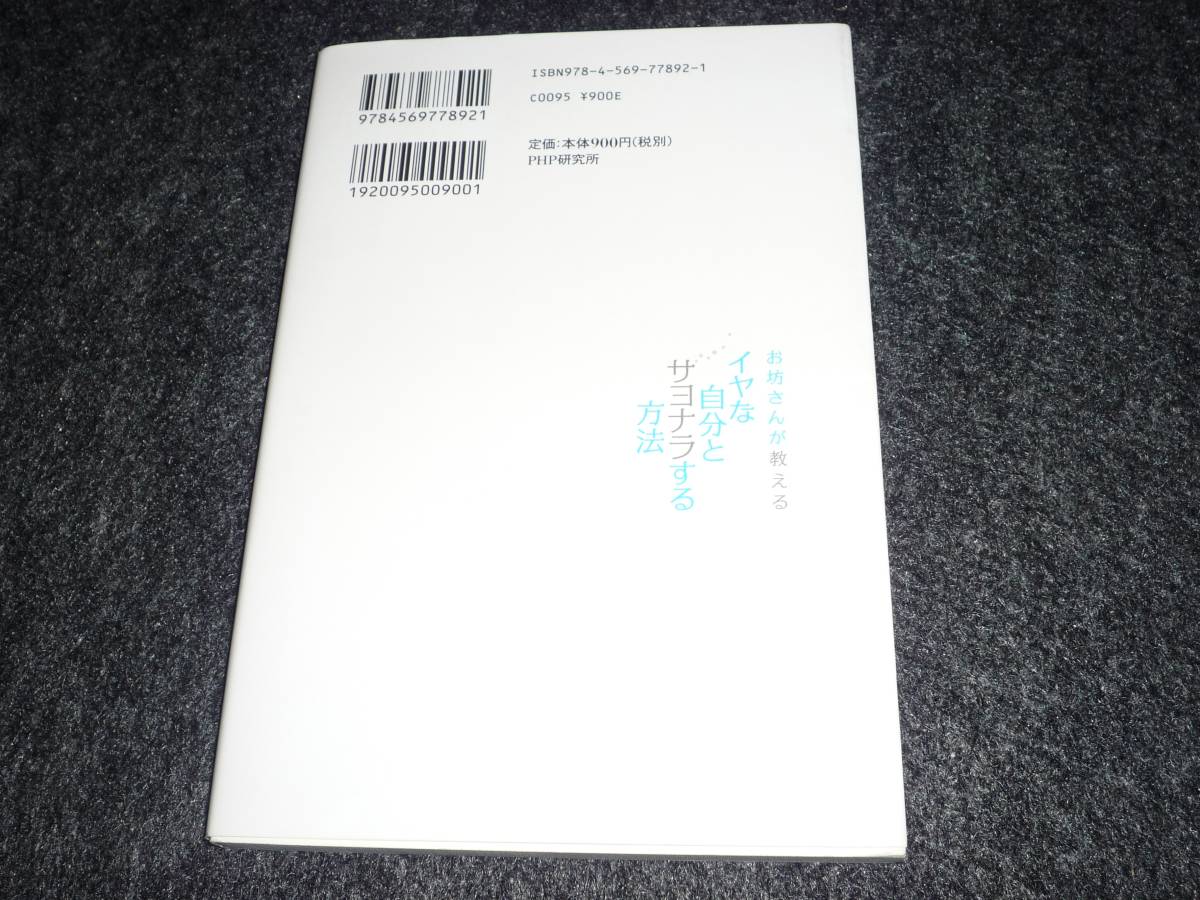 ISBN978-4-569-77892-1
9784569778921
C0095 ¥900E
定価:本体900円(税別)
PHP研究所
1920095009001
お坊さんが教える
イヤな
自分と
サヨナラする
方法